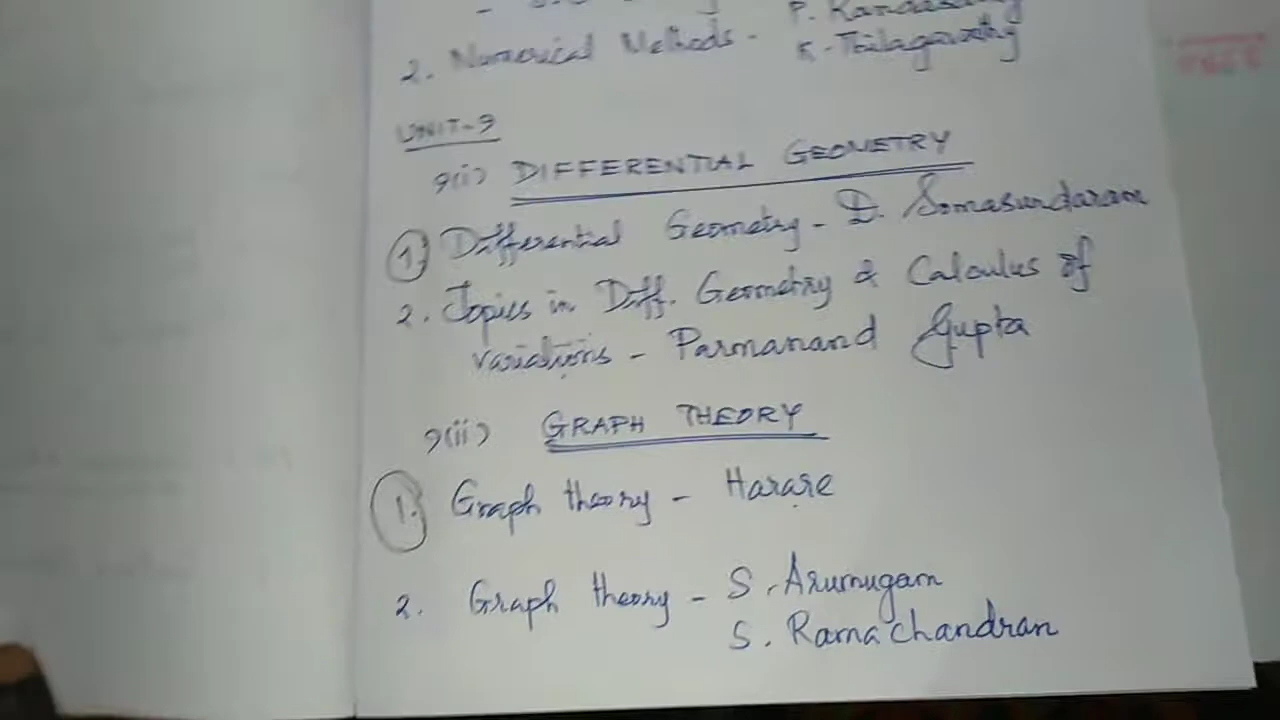 P. Kandasamy
2. Numerical Methods - K. Thilagavathy
UNIT-9
9(i) DIFFERENTIAL GEOMETRY
1. Differential Geometry - D. Somasundaram
2. Topics in Diff. Geometry & Calculus of
variations - Parmanand Gupta
9(ii) GRAPH THEORY
1. Graph theory - Harare
2. Graph theory - S. Arumugam
S. Ramachandran